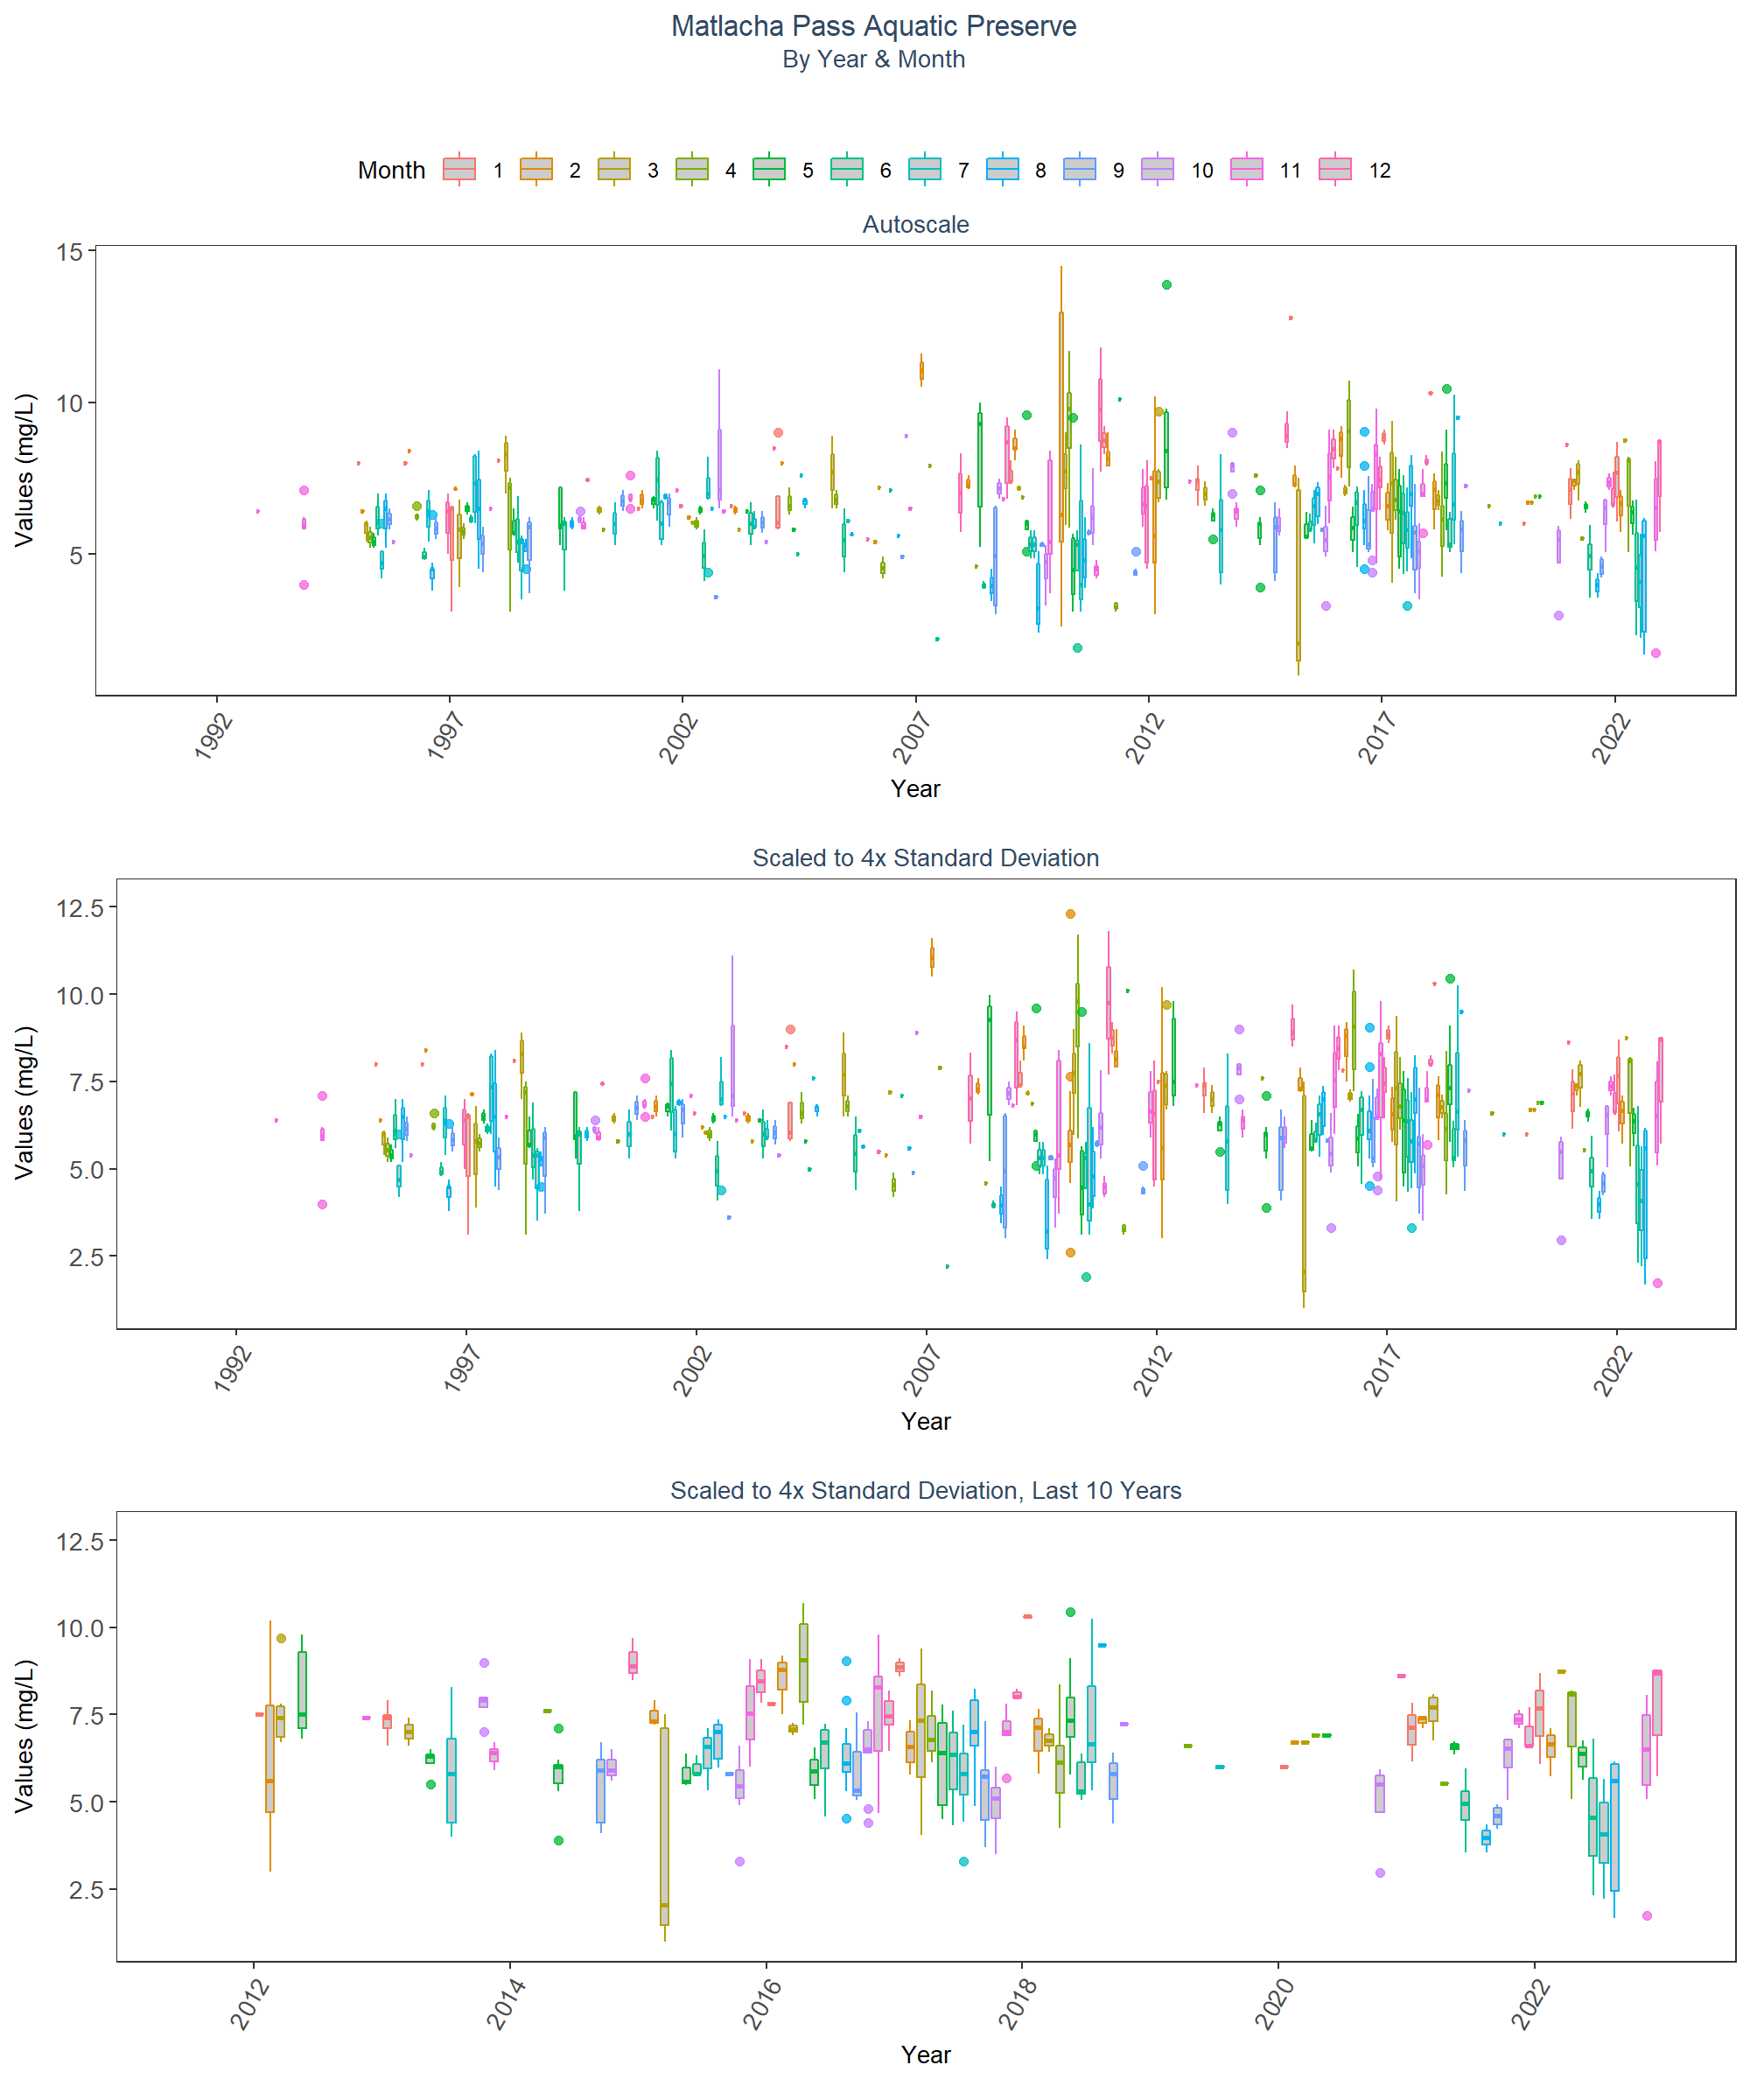 Matlacha Pass Aquatic Preserve
By Year & Month
Month 1 2 3 4 5 6 7 8 9 10 11 12
Autoscale
15
10
5
Values (mg/L)
1992 1997 2002 2007 2012 2017 2022
Year
Scaled to 4x Standard Deviation
12.5
10.0
7.5
5.0
2.5
Values (mg/L)
1992 1997 2002 2007 2012 2017 2022
Year
Scaled to 4x Standard Deviation, Last 10 Years
12.5
10.0
7.5
5.0
2.5
Values (mg/L)
2012 2014 2016 2018 2020 2022
Year